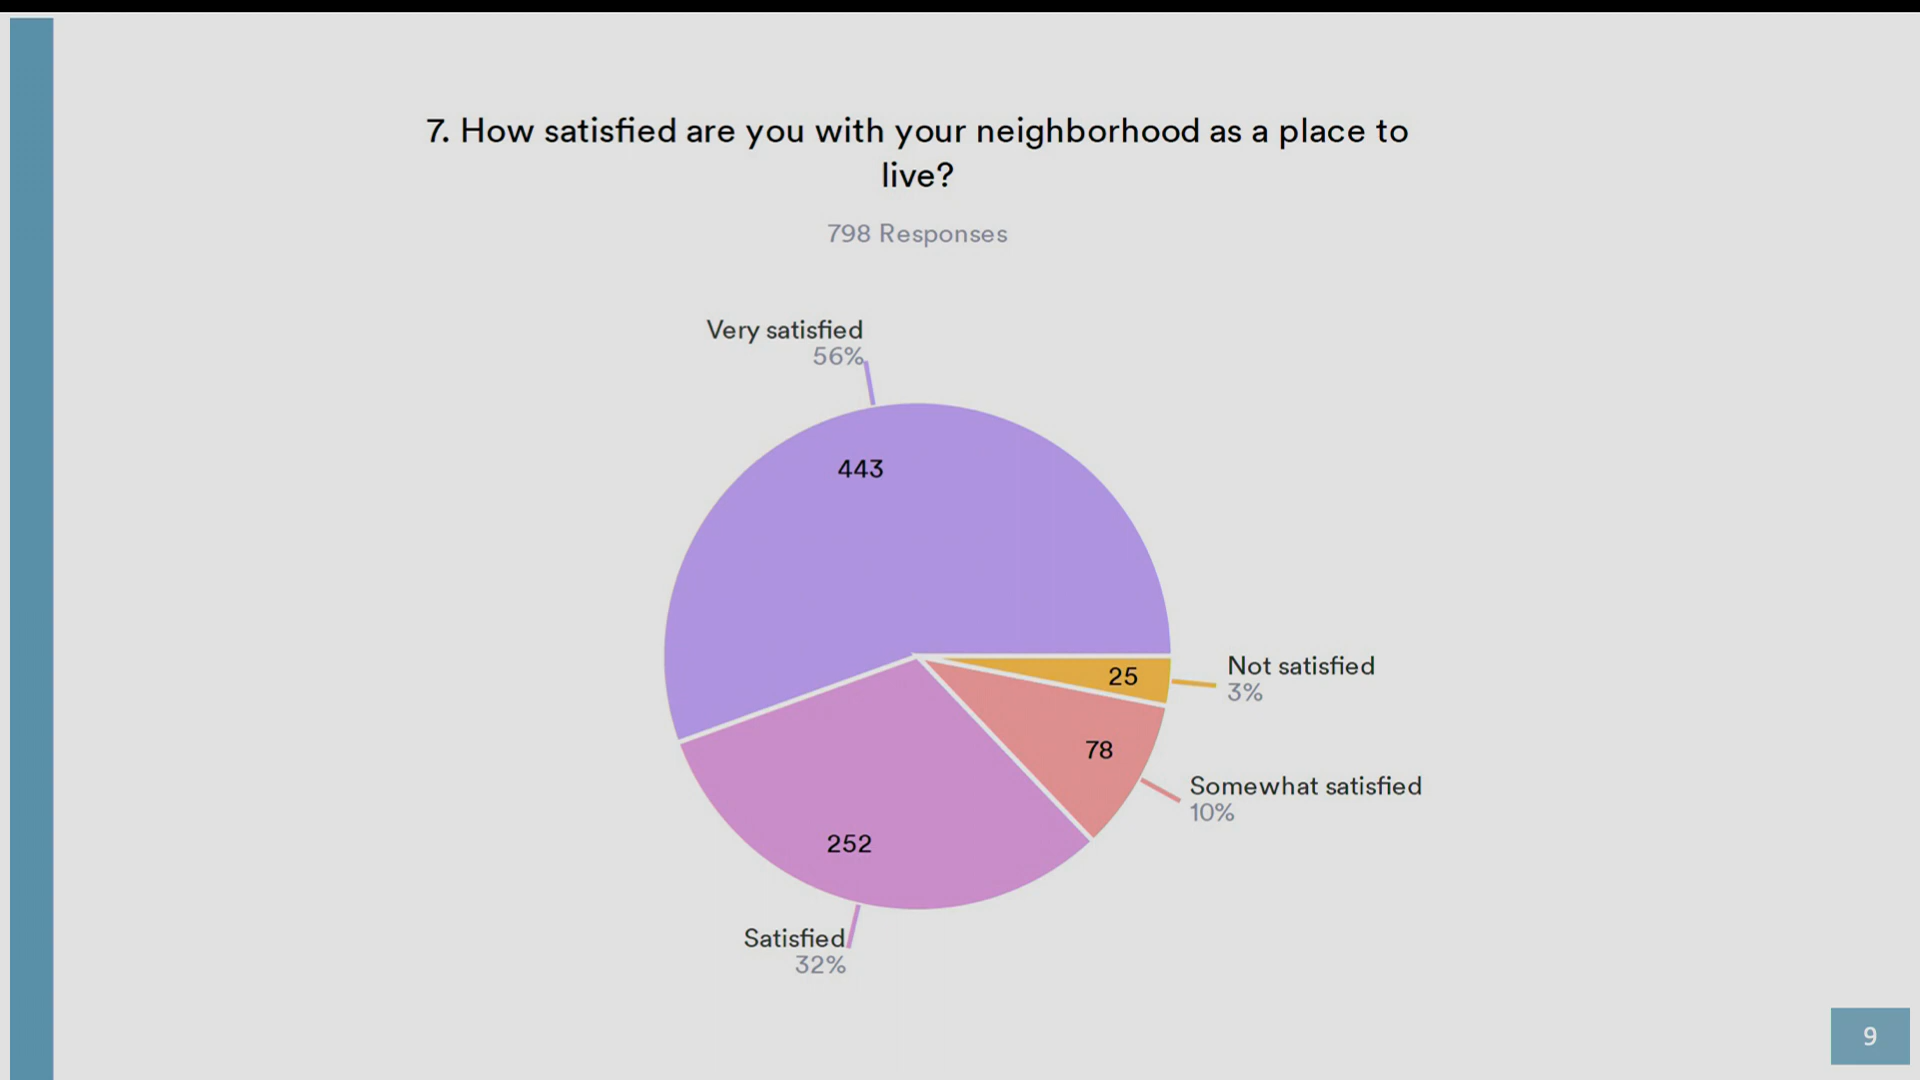 7. How satisfied are you with your neighborhood as a place to
live?
798 Responses
Very satisfied
56%
443
Not satisfied
3%
25
78
Somewhat satisfied
10%
252
Satisfied
32%
9